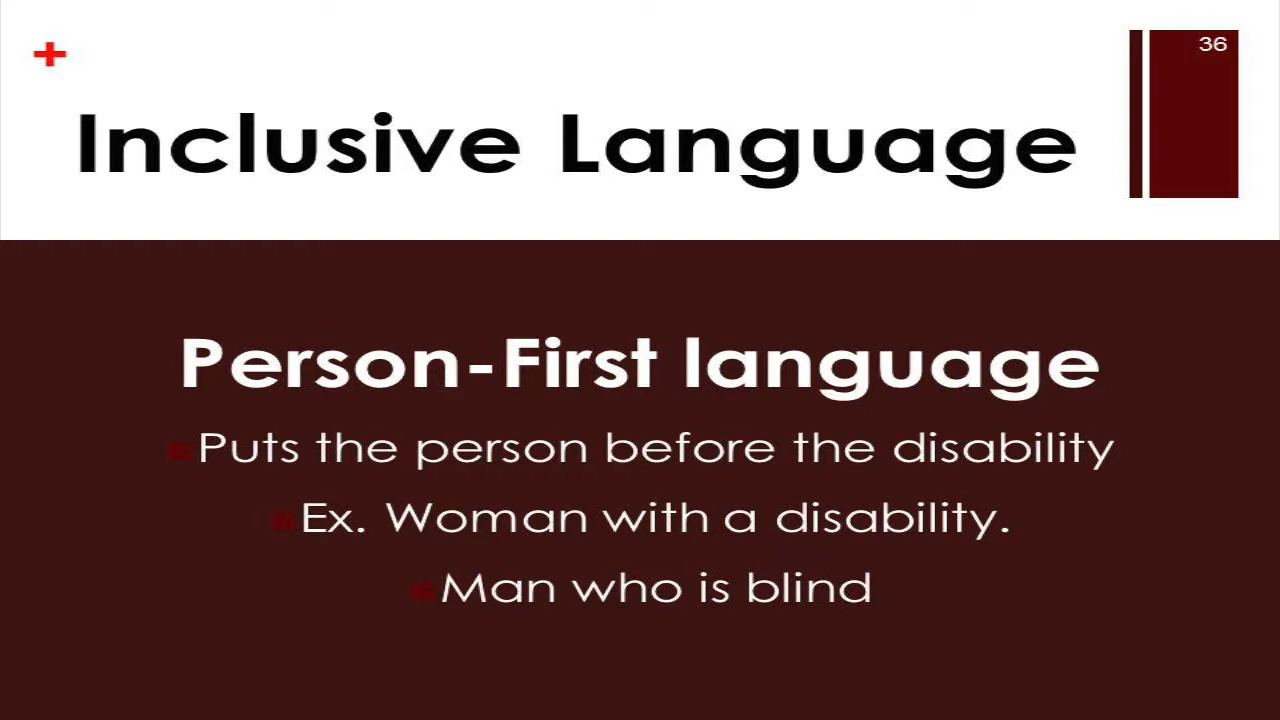 36
Inclusive Language
Person-First language
Puts the person before the disability
Ex. Woman with a disability.
Man who is blind